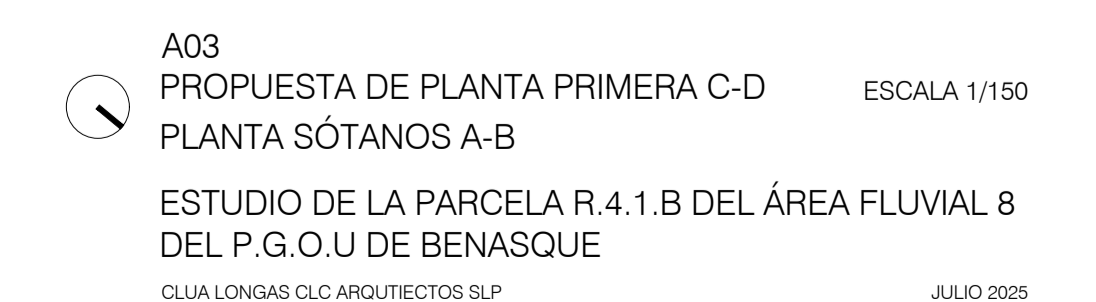 A03
PROPUESTA DE PLANTA PRIMERA C-D ESCALA 1/150
PLANTA SÓTANOS A-B
ESTUDIO DE LA PARCELA R.4.1.B DEL ÁREA FLUVIAL 8
DEL P.G.O.U DE BENASQUE
CLUA LONGAS CLC ARQUTIECTOS SLP JULIO 2025